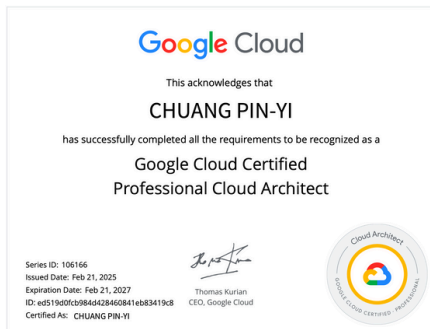 Google Cloud
This acknowledges that
CHUANG PIN-YI
has successfully completed all the requirements to be recognized as a
Google Cloud Certified
Professional Cloud Architect
Series ID: 106166
Issued Date: Feb 21, 2025
Expiration Date: Feb 21, 2027
ID: ed519d0fcb984d428460841eb83419c8
Certified As: CHUANG PIN-YI
Thomas Kurian
CEO, Google Cloud
Cloud Architect
GOOGLE CLOUD CERTIFIED · PROFESSIONAL